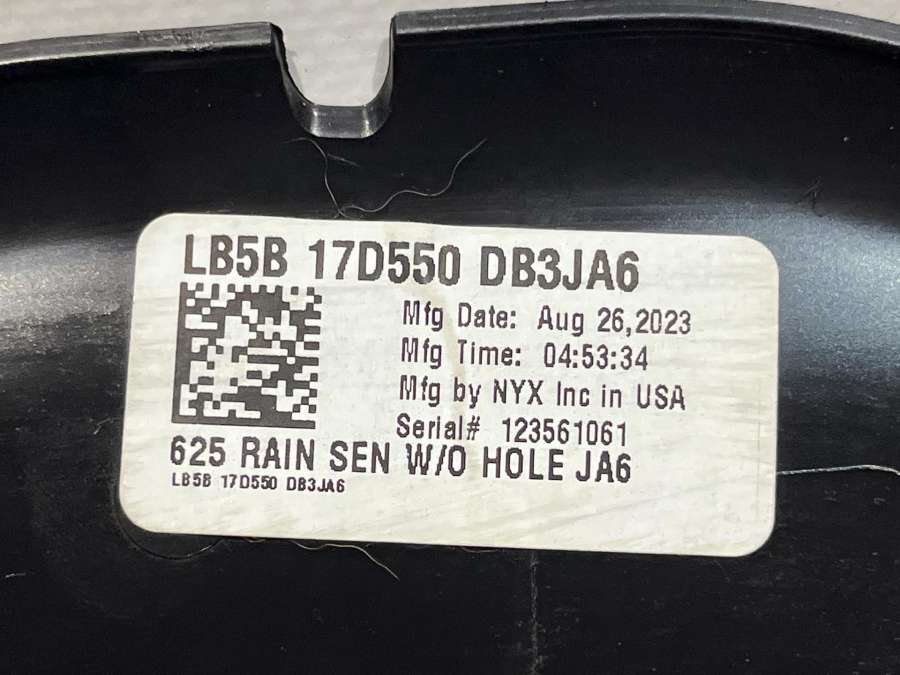 LB5B 17D550 DB3JA6
Mfg Date: Aug 26,2023
Mfg Time: 04:53:34
Mfg by NYX Inc in USA
Serial# 123561061
625 RAIN SEN W/O HOLE JA6
LB5B 17D550 DB3JA6